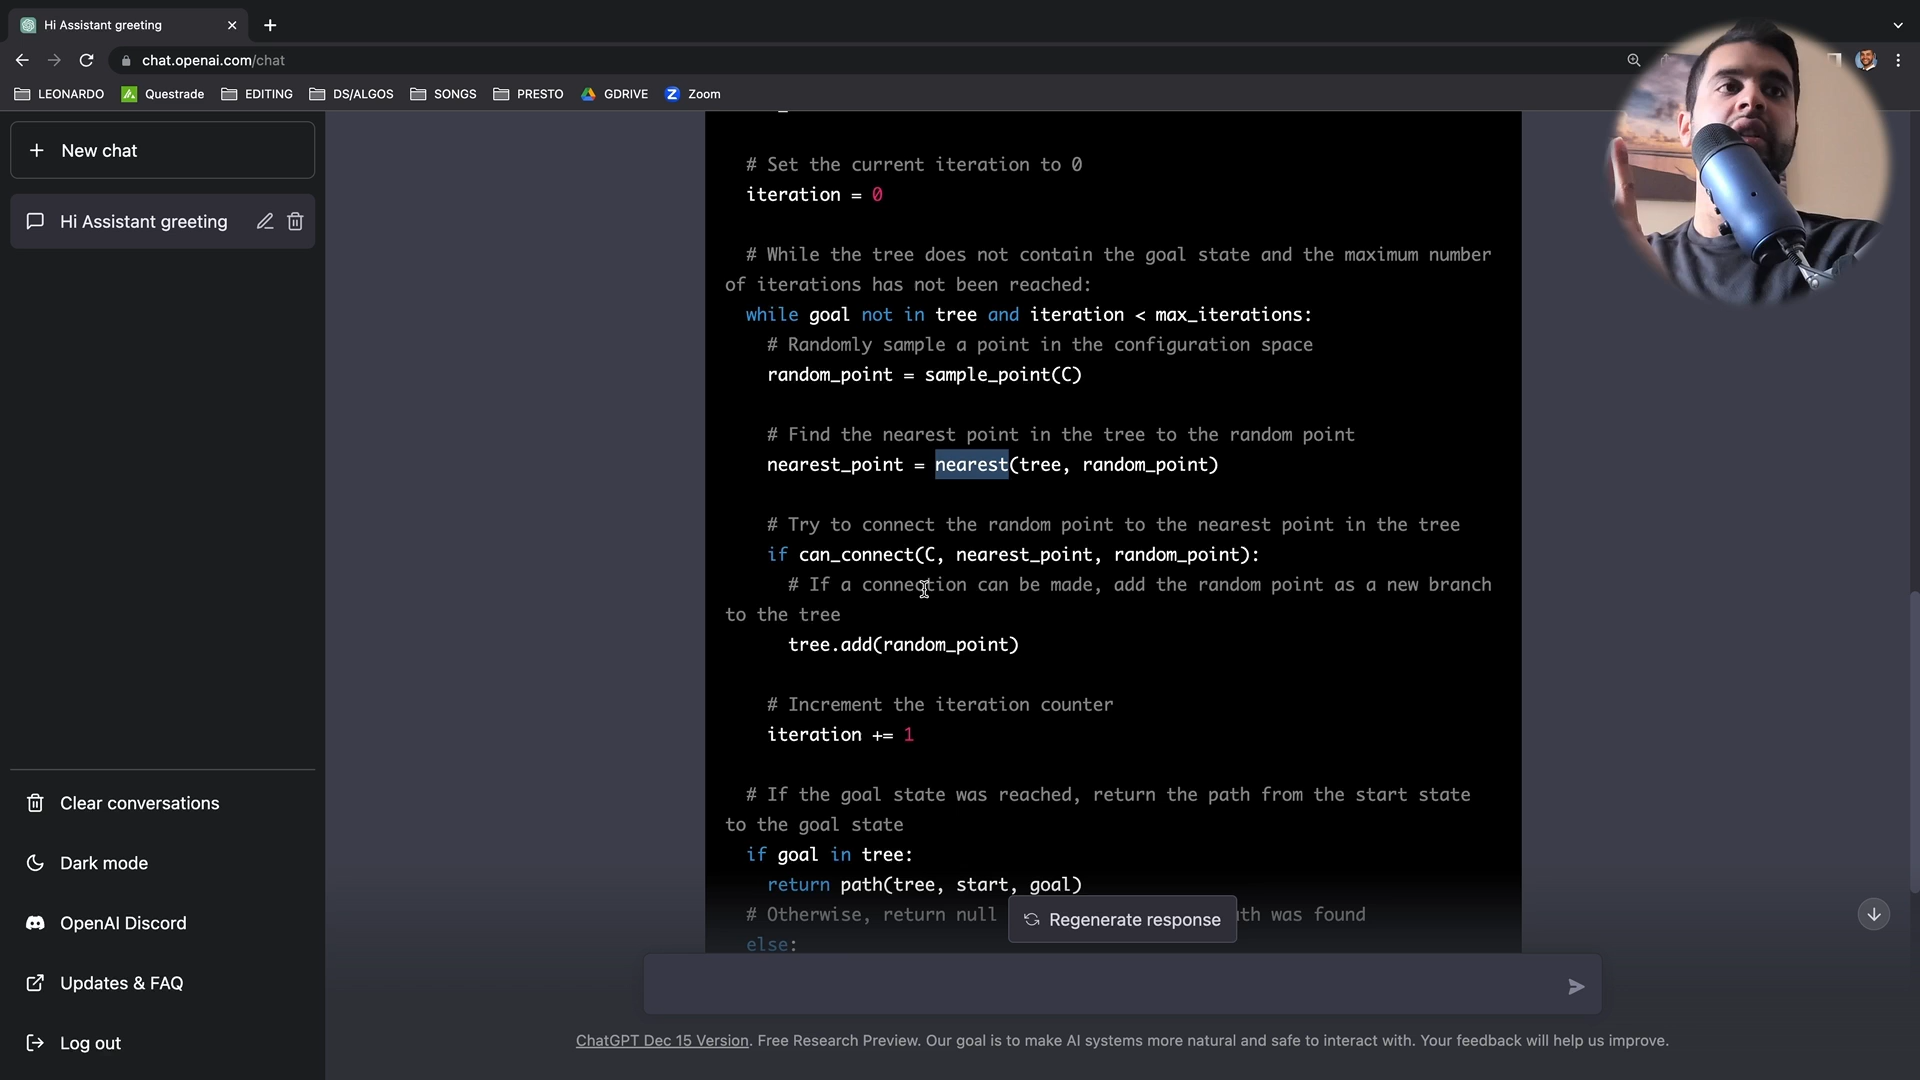 Hi Assistant greeting
chat.openai.com/chat
LEONARDO
Questrade
EDITING
DS/ALGOS
SONGS
PRESTO
GDRIVE
Zoom
New chat
Hi Assistant greeting
Clear conversations
Dark mode
OpenAI Discord
Updates & FAQ
Log out
# Set the current iteration to 0
iteration = 0
# While the tree does not contain the goal state and the maximum number
of iterations has not been reached:
while goal not in tree and iteration < max_iterations:
# Randomly sample a point in the configuration space
random_point = sample_point(C)
# Find the nearest point in the tree to the random point
nearest_point = nearest(tree, random_point)
# Try to connect the random point to the nearest point in the tree
if can_connect(C, nearest_point, random_point):
# If a connection can be made, add the random point as a new branch
to the tree
tree.add(random_point)
# Increment the iteration counter
iteration += 1
# If the goal state was reached, return the path from the start state
to the goal state
if goal in tree:
return path(tree, start, goal)
# Otherwise, return null was found
else:
Regenerate response
ChatGPT Dec 15 Version. Free Research Preview. Our goal is to make AI systems more natural and safe to interact with. Your feedback will help us improve.